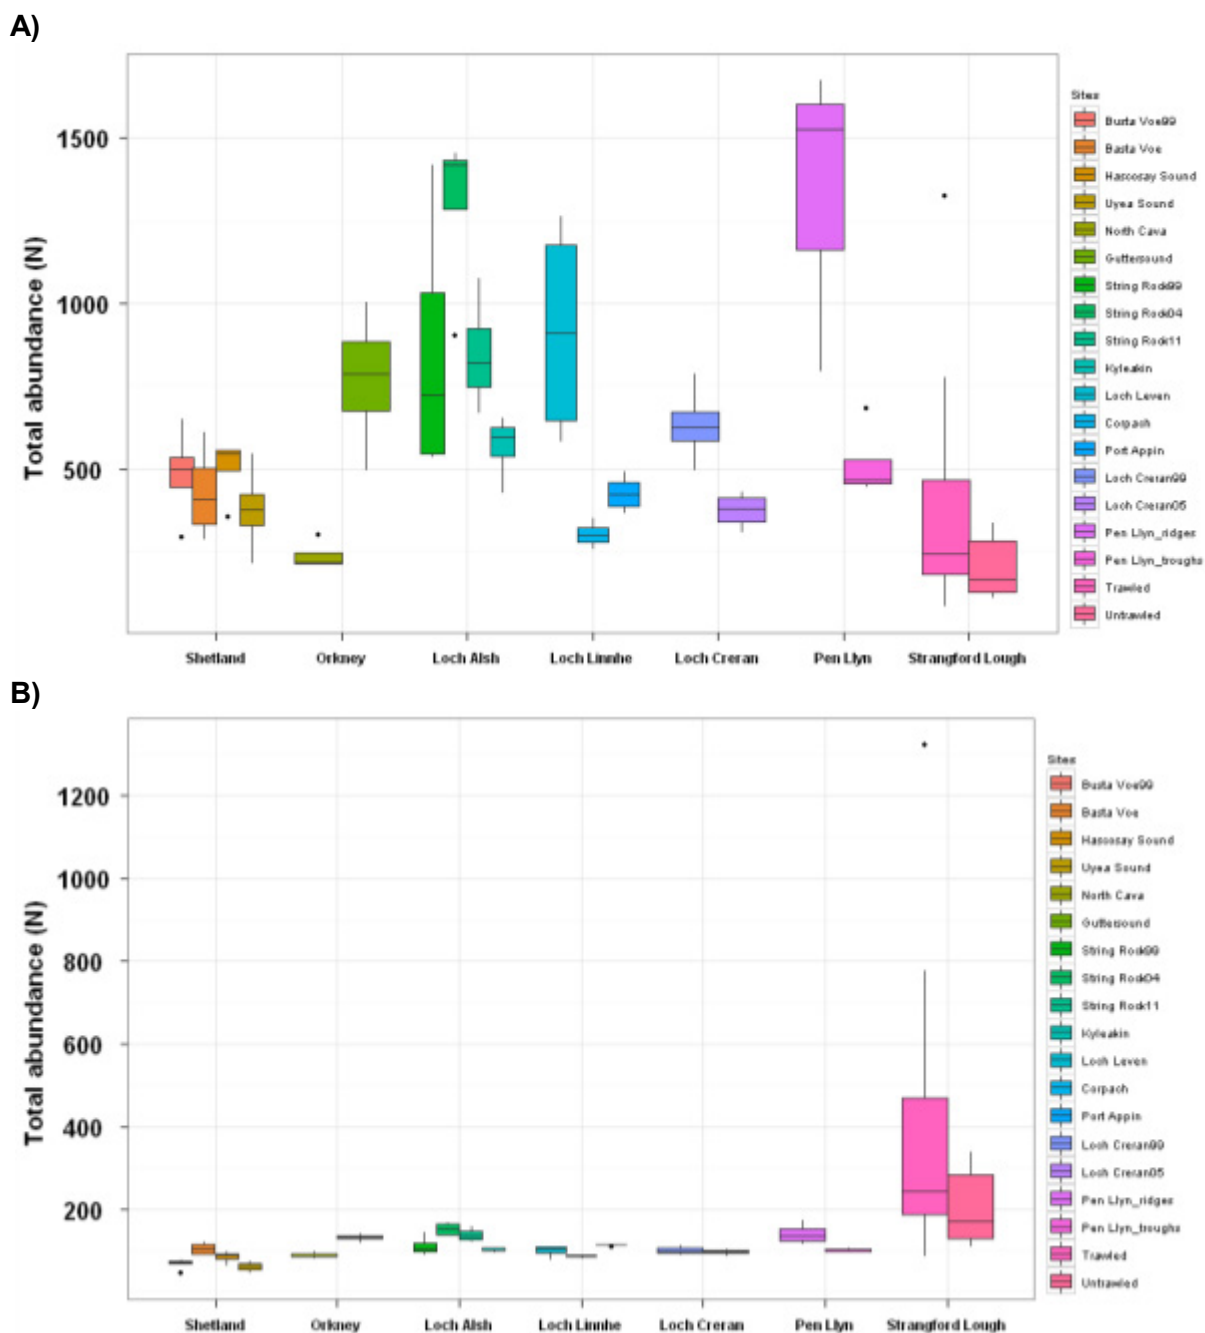 A)
Total abundance (N)
1500
1000
500
Shetland Orkney Loch Alsh Loch Linnhe Loch Creran Pen Llyn Strangford Lough
Sites
Busta Voe99
Basta Voe
Hascosay Sound
Uyea Sound
North Cava
Guttersound
String Rock99
String Rock04
String Rock11
Kyleakin
Loch Leven
Corpach
Port Appin
Loch Creran99
Loch Creran05
Pen Llyn_ridges
Pen Llyn_troughs
Trawled
Untrawled
B)
Total abundance (N)
1200
1000
800
600
400
200
Shetland Orkney Loch Alsh Loch Linnhe Loch Creran Pen Llyn Strangford Lough
Sites
Busta Voe99
Basta Voe
Hascosay Sound
Uyea Sound
North Cava
Guttersound
String Rock99
String Rock04
String Rock11
Kyleakin
Loch Leven
Corpach
Port Appin
Loch Creran99
Loch Creran05
Pen Llyn_ridges
Pen Llyn_troughs
Trawled
Untrawled